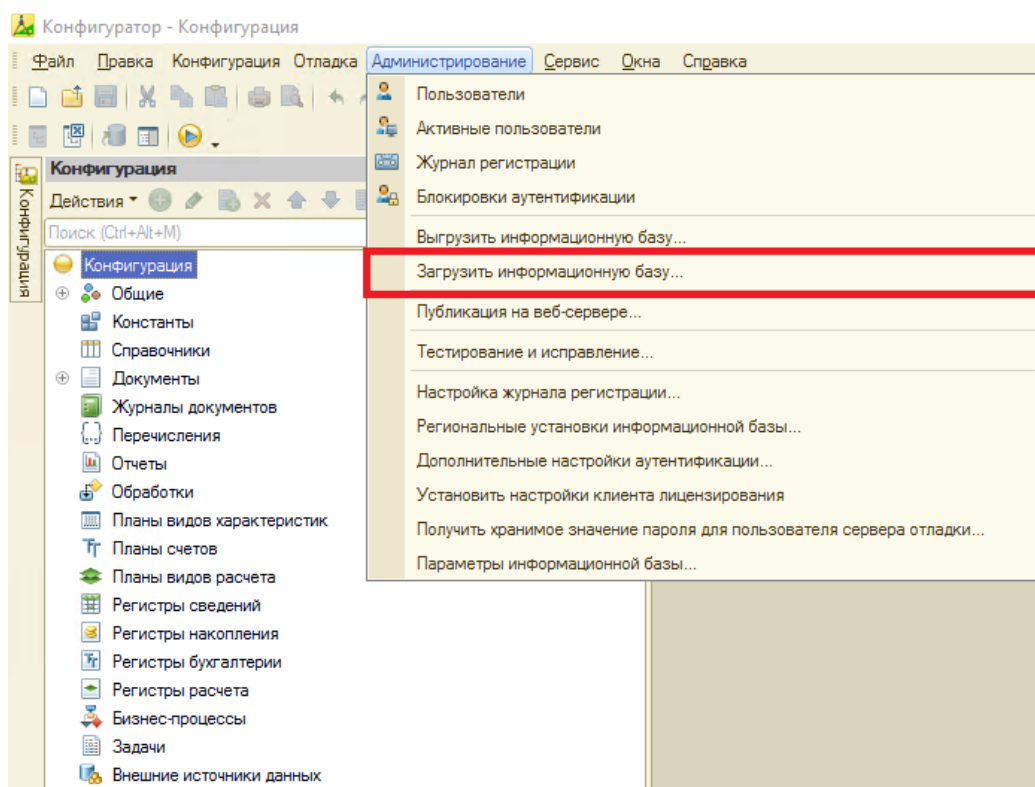 Конфигуратор - Конфигурация
Файл Правка Конфигурация Отладка Администрирование Сервис Окна Справка
Пользователи
Активные пользователи
Журнал регистрации
Блокировки аутентификации
Выгрузить информационную базу...
Загрузить информационную базу...
Публикация на веб-сервере...
Тестирование и исправление...
Настройка журнала регистрации...
Региональные установки информационной базы...
Дополнительные настройки аутентификации...
Установить настройки клиента лицензирования
Получить хранимое значение пароля для пользователя сервера отладки...
Параметры информационной базы...
Конфигурация
Конфигурация
Действия
Поиск (Ctrl+Alt+M)
Конфигурация
Общие
Константы
Справочники
Документы
Журналы документов
Перечисления
Отчеты
Обработки
Планы видов характеристик
Планы счетов
Планы видов расчета
Регистры сведений
Регистры накопления
Регистры бухгалтерии
Регистры расчета
Бизнес-процессы
Задачи
Внешние источники данных